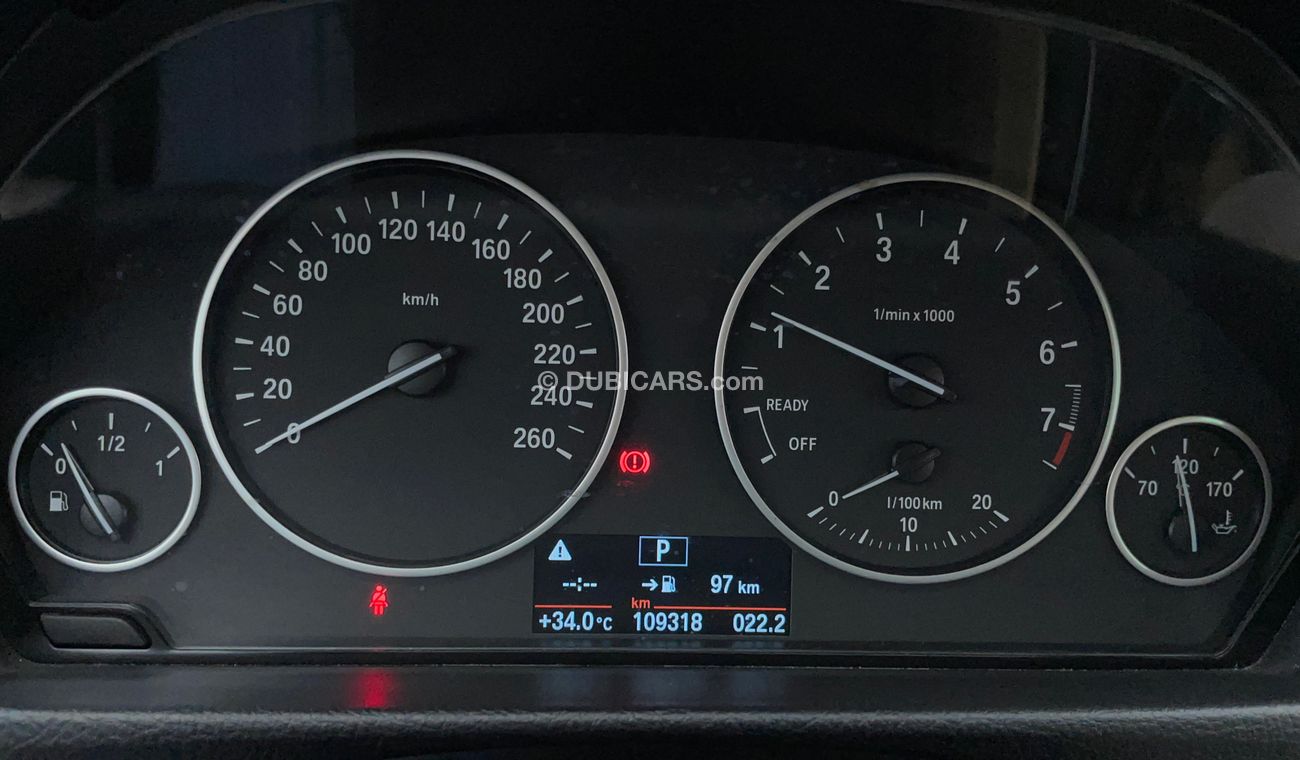 0 20 40 60 80 100 120 140 160 180 200 220 240 260
km/h
1 2 3 4 5 6 7
1/min x 1000
READY
OFF
0 10 20
l/100km
0 1/2 1
70 120 170
© DUBICARS.com
P
--:-- 97 km
km
+34.0°C 109318 022.2